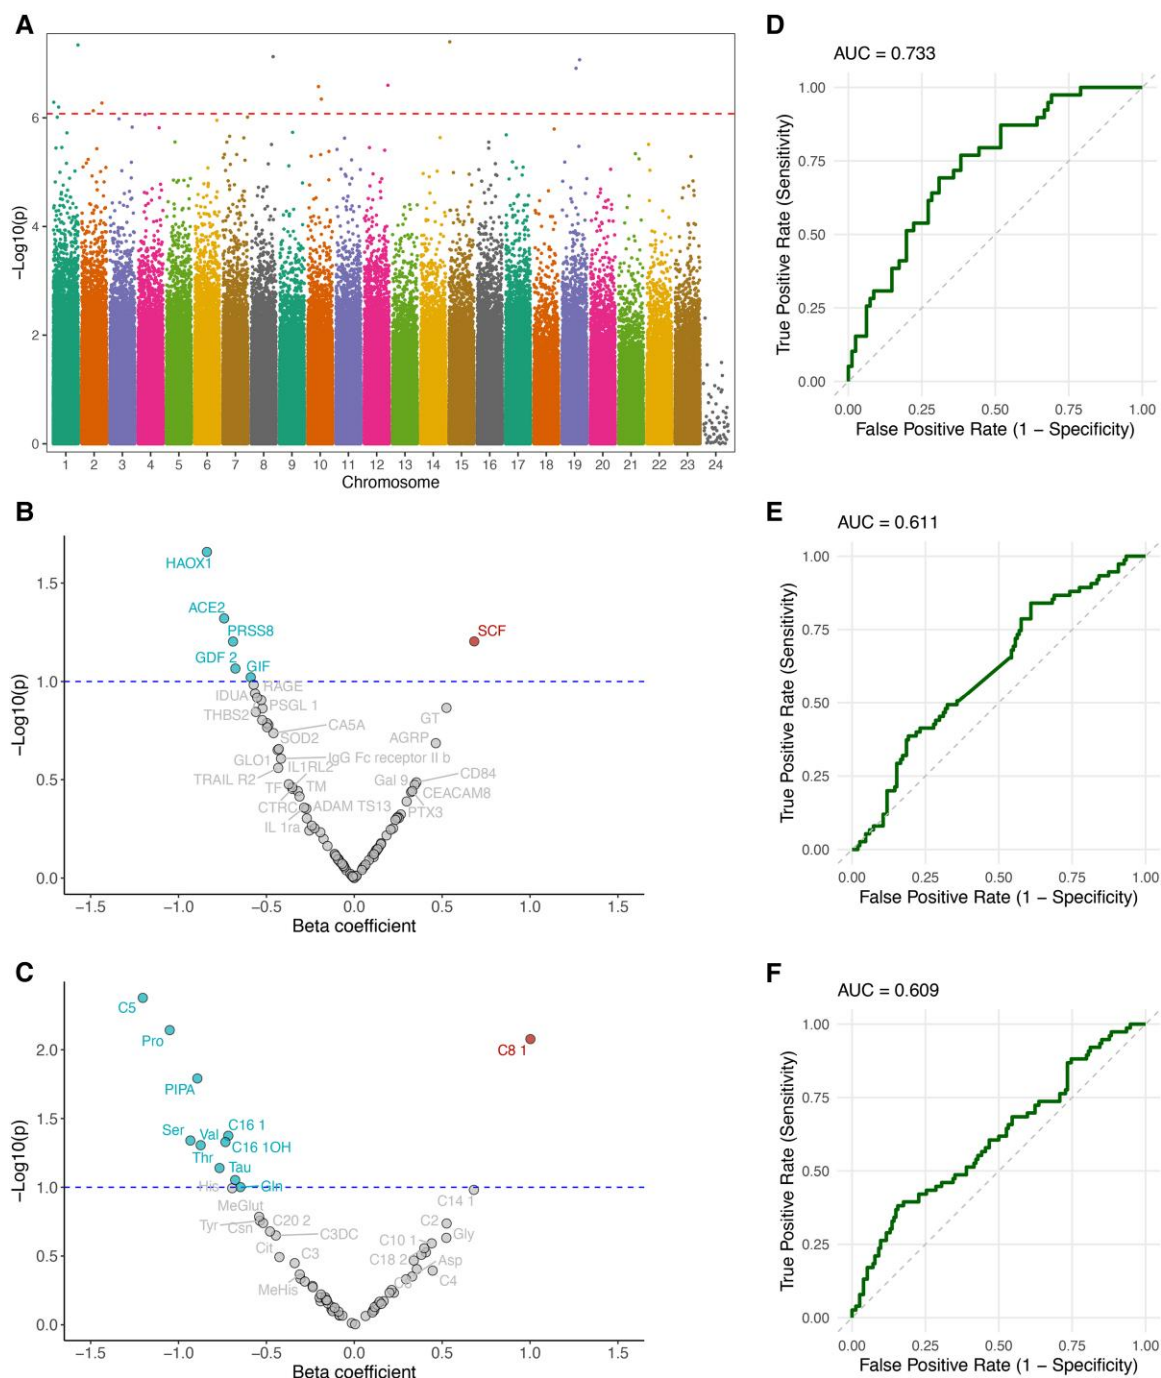 A
−Log10(p)
6
4
2
0
1 2 3 4 5 6 7 8 9 10 11 12 13 14 15 16 17 18 19 20 21 22 23 24
Chromosome
D
AUC = 0.733
True Positive Rate (Sensitivity)
1.00
0.75
0.50
0.25
0.00
0.00 0.25 0.50 0.75 1.00
False Positive Rate (1 − Specificity)
B
−Log10(p)
1.5
1.0
0.5
0.0
HAOX1
ACE2
PRSS8
SCF
GDF 2
GIF
RAGE
IDUA
PSGL 1
THBS2
CA5A
GT
SOD2
AGRP
GLO1
IgG Fc receptor II b
IL1RL2
TRAIL R2
CD84
Gal 9
TF
TM
CEACAM8
CTRC
ADAM TS13
PTX3
IL 1ra
−1.5 −1.0 −0.5 0.0 0.5 1.0 1.5
Beta coefficient
E
AUC = 0.611
True Positive Rate (Sensitivity)
1.00
0.75
0.50
0.25
0.00
0.00 0.25 0.50 0.75 1.00
False Positive Rate (1 − Specificity)
C
−Log10(p)
2.0
1.5
1.0
0.5
0.0
C5
Pro
C8 1
PIPA
Ser
Val
C16 1
C16 1OH
Thr
Tau
His
Gln
MeGlut
C14 1
Tyr
Csn
C20 2
C2
C3DC
C10 1
Gly
Cit
C3
C18 2
Asp
MeHis
C4
−1.5 −1.0 −0.5 0.0 0.5 1.0 1.5
Beta coefficient
F
AUC = 0.609
True Positive Rate (Sensitivity)
1.00
0.75
0.50
0.25
0.00
0.00 0.25 0.50 0.75 1.00
False Positive Rate (1 − Specificity)